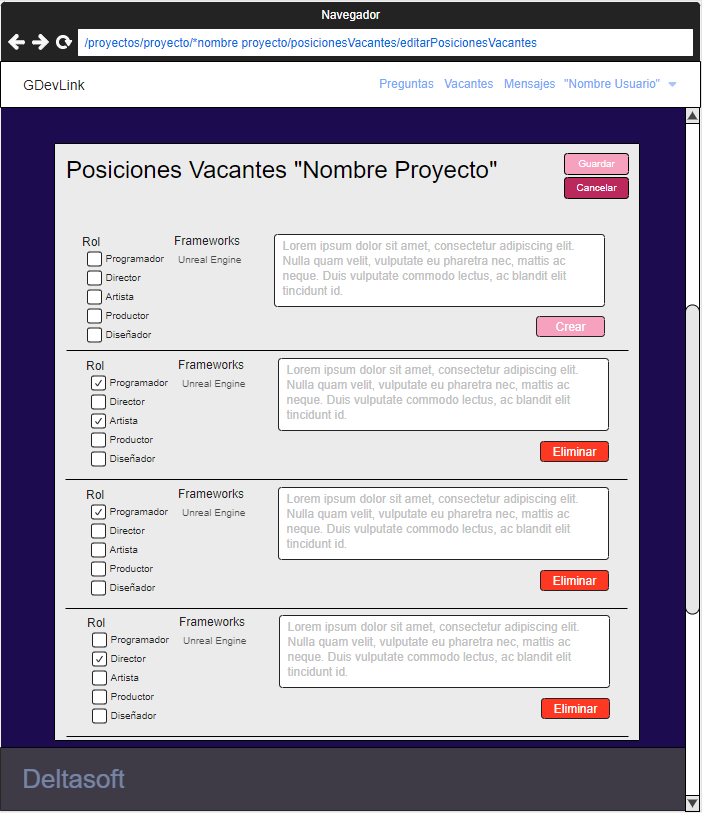 Navegador
/proyectos/proyecto/*nombre proyecto/posicionesVacantes/editarPosicionesVacantes
GDevLink
Preguntas Vacantes Mensajes "Nombre Usuario"
Posiciones Vacantes "Nombre Proyecto"
Guardar
Cancelar
Rol
Programador
Director
Artista
Productor
Diseñador
Frameworks
Unreal Engine
Lorem ipsum dolor sit amet, consectetur adipiscing elit.
Nulla quam velit, vulputate eu pharetra nec, mattis ac
neque. Duis vulputate commodo lectus, ac blandit elit
tincidunt id.
Crear
Rol
Programador
Director
Artista
Productor
Diseñador
Frameworks
Unreal Engine
Lorem ipsum dolor sit amet, consectetur adipiscing elit.
Nulla quam velit, vulputate eu pharetra nec, mattis ac
neque. Duis vulputate commodo lectus, ac blandit elit
tincidunt id.
Eliminar
Rol
Programador
Director
Artista
Productor
Diseñador
Frameworks
Unreal Engine
Lorem ipsum dolor sit amet, consectetur adipiscing elit.
Nulla quam velit, vulputate eu pharetra nec, mattis ac
neque. Duis vulputate commodo lectus, ac blandit elit
tincidunt id.
Eliminar
Rol
Programador
Director
Artista
Productor
Diseñador
Frameworks
Unreal Engine
Lorem ipsum dolor sit amet, consectetur adipiscing elit.
Nulla quam velit, vulputate eu pharetra nec, mattis ac
neque. Duis vulputate commodo lectus, ac blandit elit
tincidunt id.
Eliminar
Deltasoft